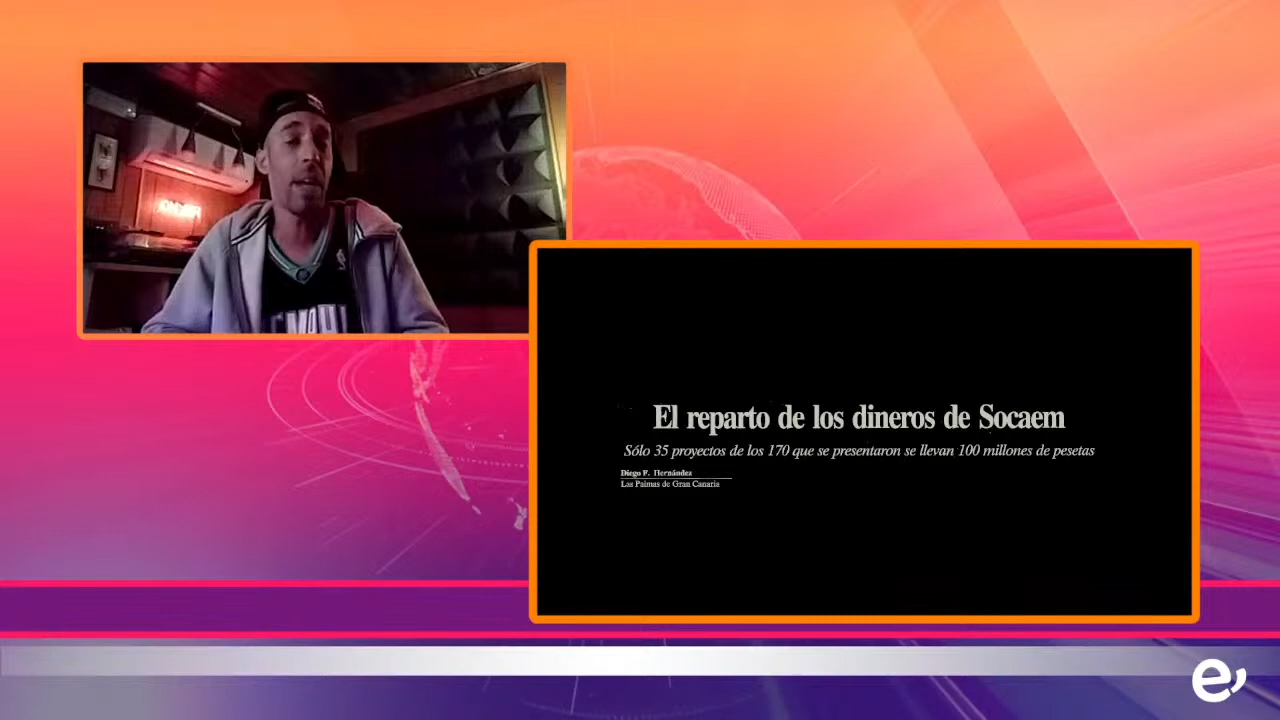 El reparto de los dineros de Socaem
Sólo 35 proyectos de los 170 que se presentaron se llevan 100 millones de pesetas
Diego F. Hernández
Las Palmas de Gran Canaria
e